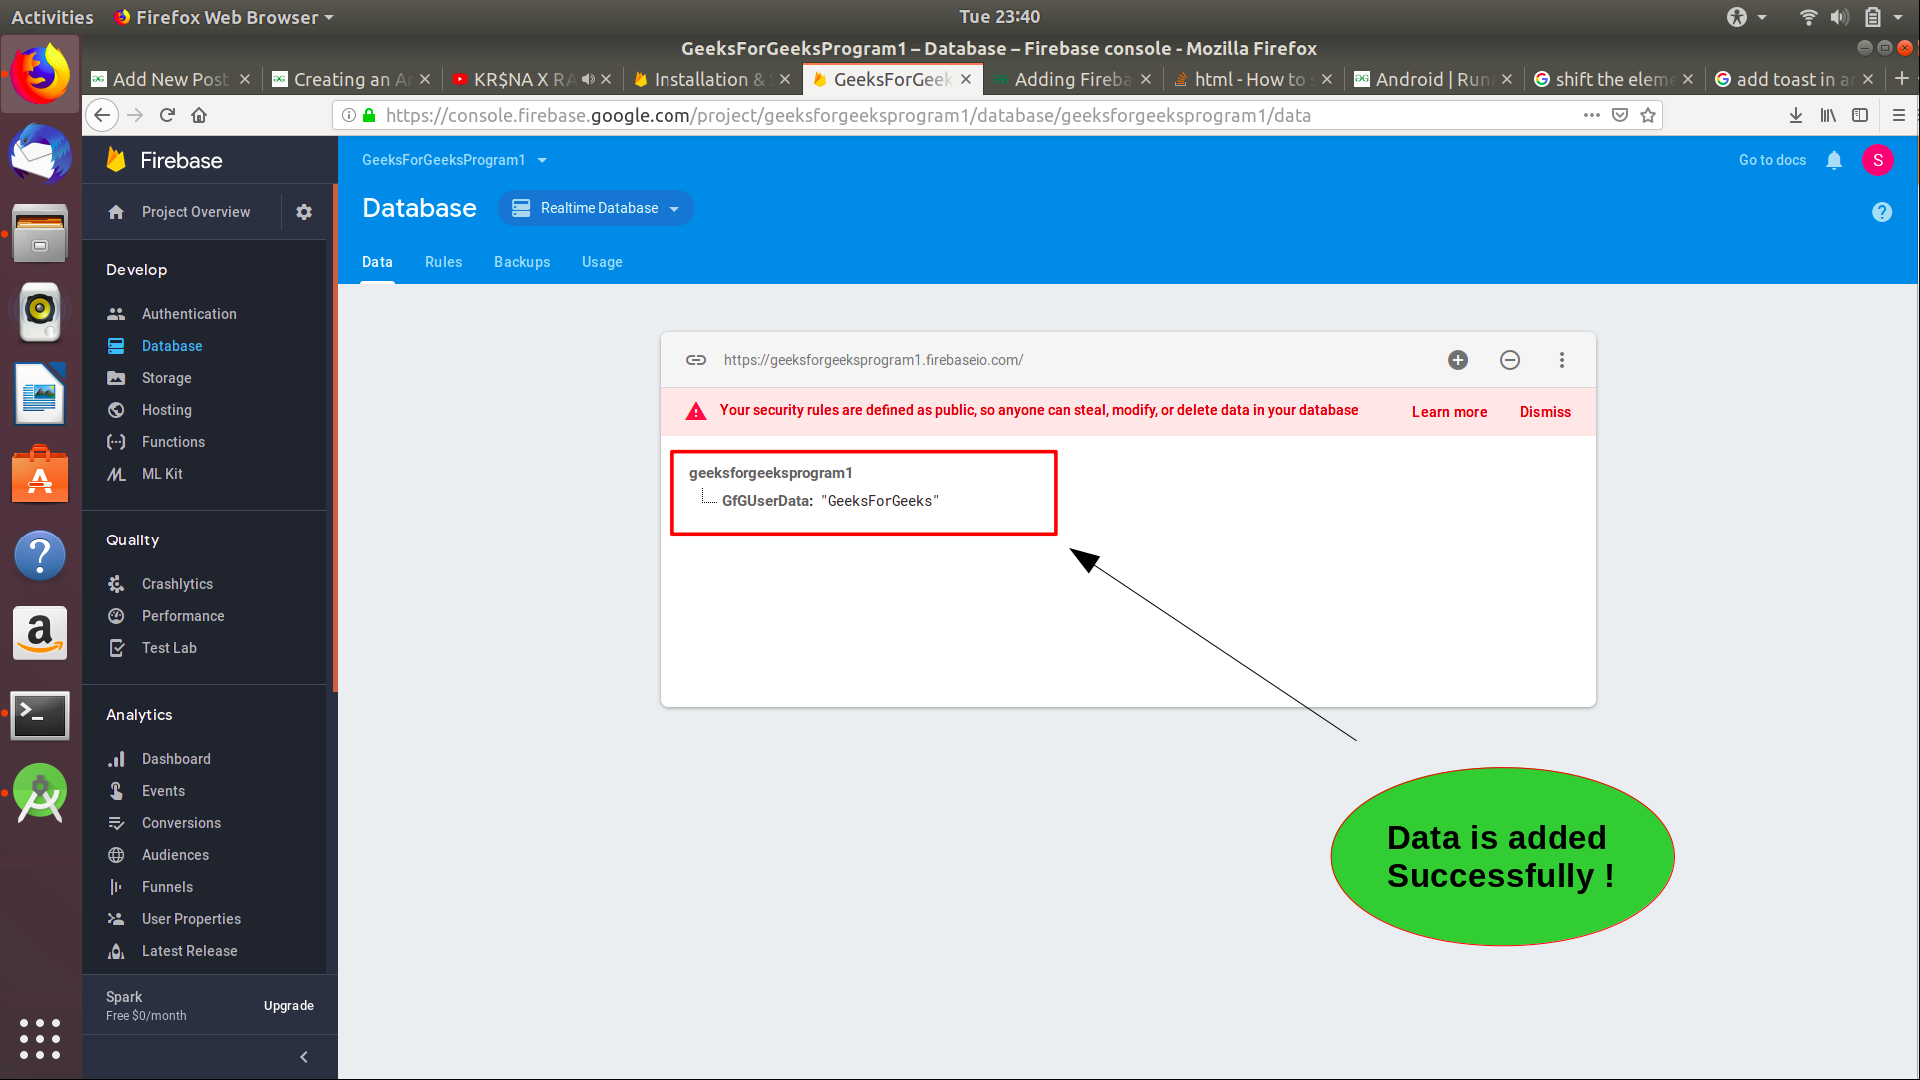 Activities Firefox Web Browser Tue 23:40
GeeksForGeeksProgram1 – Database – Firebase console - Mozilla Firefox
Add New Post Creating an Ar KR$NA X RA Installation & GeeksForGeek Adding Fireba html - How to s Android | Runn shift the eleme add toast in a
https://console.firebase.google.com/project/geeksforgeeksprogram1/database/geeksforgeeksprogram1/data
Firebase
GeeksForGeeksProgram1
Go to docs
S
Project Overview
Database Realtime Database
?
Data Rules Backups Usage
Develop
Authentication
Database
Storage
Hosting
Functions
ML Kit
Quality
Crashlytics
Performance
Test Lab
Analytics
Dashboard
Events
Conversions
Audiences
Funnels
User Properties
Latest Release
Spark
Free $0/month
Upgrade
https://geeksforgeeksprogram1.firebaseio.com/
Your security rules are defined as public, so anyone can steal, modify, or delete data in your database Learn more Dismiss
geeksforgeeksprogram1
GfGUserData: "GeeksForGeeks"
Data is added
Successfully !